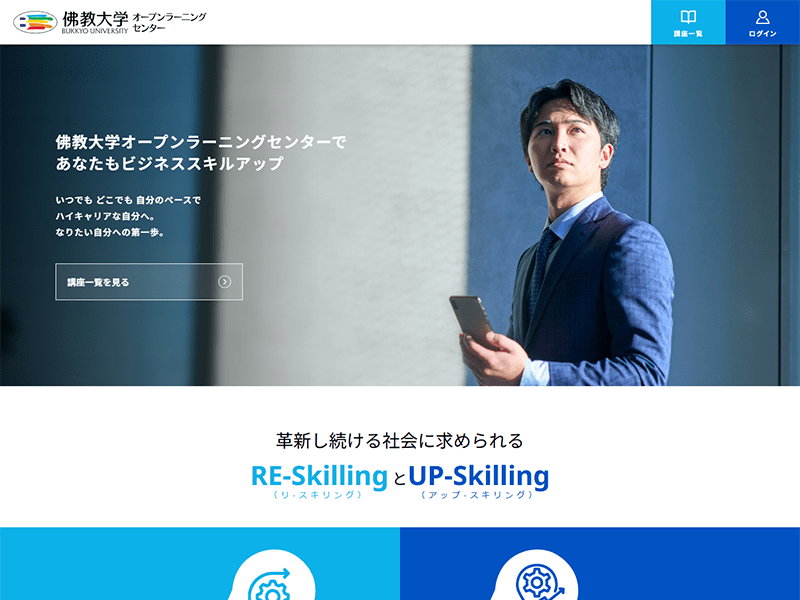 佛教大学
BUKKYO UNIVERSITY
オープンラーニング
センター
講座一覧
ログイン
佛教大学オープンラーニングセンターで
あなたもビジネススキルアップ
いつでも どこでも 自分のペースで
ハイキャリアな自分へ。
なりたい自分への第一歩。
講座一覧を見る
革新し続ける社会に求められる
RE-Skilling と UP-Skilling
（リ-スキリング） （アップ-スキリング）